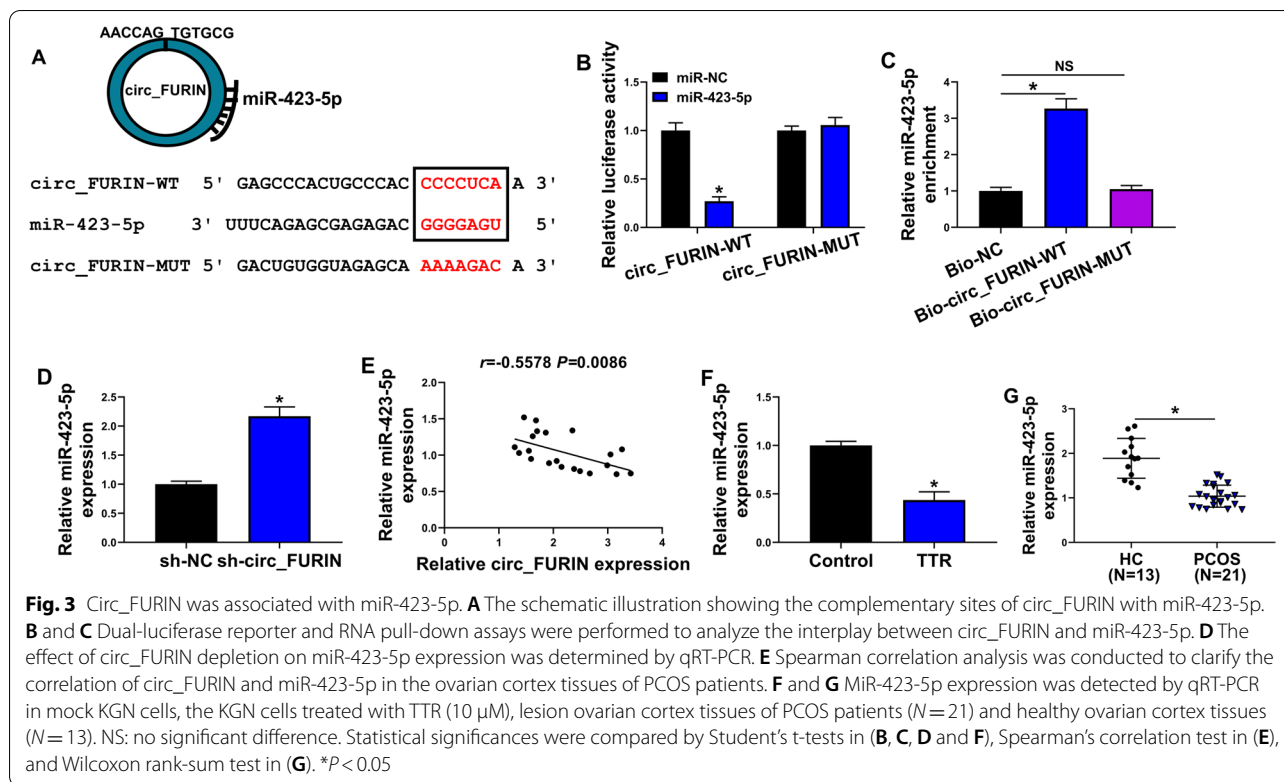 A
AACCAG TGTGCG
circ_FURIN
miR-423-5p
circ_FURIN-WT 5' GAGCCCACUGCCCAC CCCCUCA A 3'
miR-423-5p 3' UUUCAGAGCGAGAGAC GGGGAGU 5'
circ_FURIN-MUT 5' GACUGUGGUAGAGCA AAAAGAC A 3'
B
Relative luciferase activity
1.5
1.0
0.5
0.0
miR-NC
miR-423-5p
*
circ_FURIN-WT
circ_FURIN-MUT
C
Relative miR-423-5p
enrichment
4
3
2
1
0
NS
*
Bio-NC
Bio-circ_FURIN-WT
Bio-circ_FURIN-MUT
D
Relative miR-423-5p
expression
2.5
2.0
1.5
1.0
0.5
0.0
*
sh-NC sh-circ_FURIN
E
r=-0.5578 P=0.0086
Relative miR-423-5p
expression
2.0
1.5
1.0
0.5
0.0
0 1 2 3 4
Relative circ_FURIN expression
F
Relative miR-423-5p
expression
1.5
1.0
0.5
0.0
*
Control TTR
G
Relative miR-423-5p
expression
3
2
1
0
*
HC PCOS
(N=13) (N=21)
Fig. 3 Circ_FURIN was associated with miR-423-5p. A The schematic illustration showing the complementary sites of circ_FURIN with miR-423-5p.
B and C Dual-luciferase reporter and RNA pull-down assays were performed to analyze the interplay between circ_FURIN and miR-423-5p. D The
effect of circ_FURIN depletion on miR-423-5p expression was determined by qRT-PCR. E Spearman correlation analysis was conducted to clarify the
correlation of circ_FURIN and miR-423-5p in the ovarian cortex tissues of PCOS patients. F and G MiR-423-5p expression was detected by qRT-PCR
in mock KGN cells, the KGN cells treated with TTR (10 μM), lesion ovarian cortex tissues of PCOS patients (N = 21) and healthy ovarian cortex tissues
(N = 13). NS: no significant difference. Statistical significances were compared by Student's t-tests in (B, C, D and F), Spearman's correlation test in (E),
and Wilcoxon rank-sum test in (G). *P < 0.05